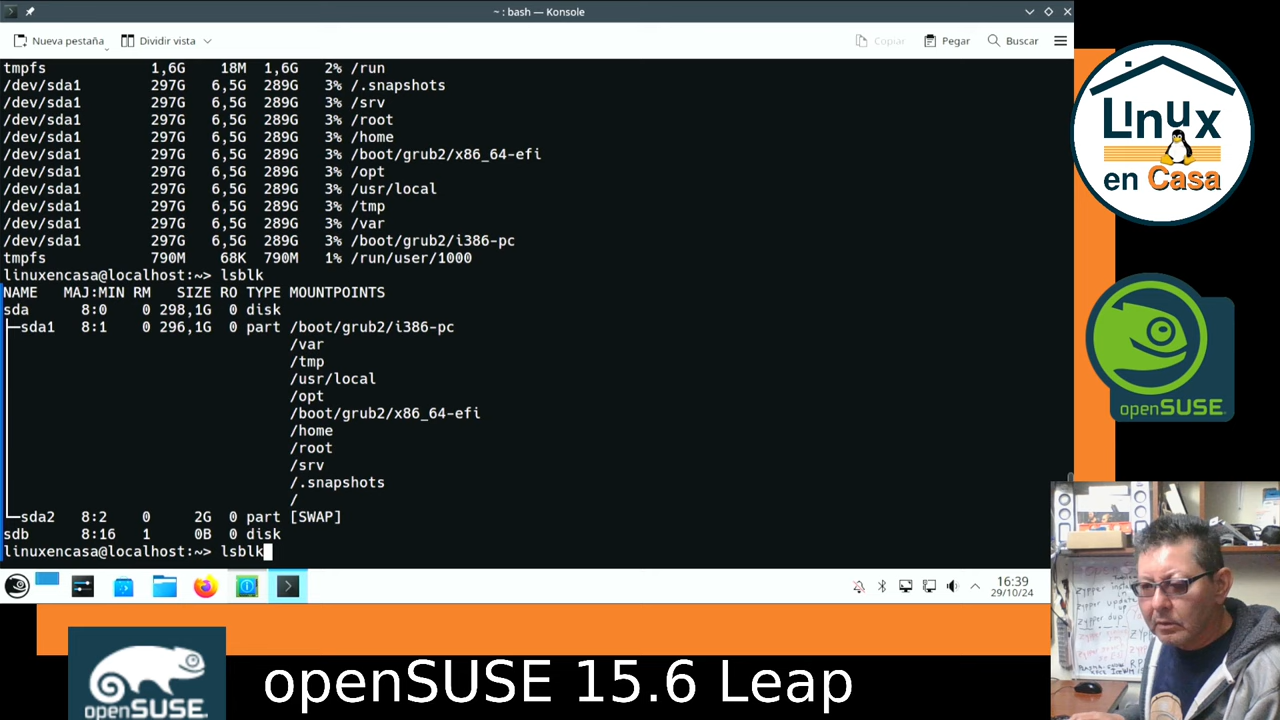 ~ : bash — Konsole
Nueva pestaña
Dividir vista
Copiar
Pegar
Buscar
tmpfs 1,6G 18M 1,6G 2% /run
/dev/sda1 297G 6,5G 289G 3% /.snapshots
/dev/sda1 297G 6,5G 289G 3% /srv
/dev/sda1 297G 6,5G 289G 3% /root
/dev/sda1 297G 6,5G 289G 3% /home
/dev/sda1 297G 6,5G 289G 3% /boot/grub2/x86_64-efi
/dev/sda1 297G 6,5G 289G 3% /opt
/dev/sda1 297G 6,5G 289G 3% /usr/local
/dev/sda1 297G 6,5G 289G 3% /tmp
/dev/sda1 297G 6,5G 289G 3% /var
/dev/sda1 297G 6,5G 289G 3% /boot/grub2/i386-pc
tmpfs 790M 68K 790M 1% /run/user/1000
linuxencasa@localhost:~> lsblk
NAME MAJ:MIN RM SIZE RO TYPE MOUNTPOINTS
sda 8:0 0 298,1G 0 disk
├─sda1 8:1 0 296,1G 0 part /boot/grub2/i386-pc
/var
/tmp
/usr/local
/opt
/boot/grub2/x86_64-efi
/home
/root
/srv
/.snapshots
/
└─sda2 8:2 0 2G 0 part [SWAP]
sdb 8:16 1 0B 0 disk
linuxencasa@localhost:~> lsblk
16:39
29/10/24
Linux
en Casa
openSUSE
zypper update
zypper dup
openSUSE
openSUSE 15.6 Leap